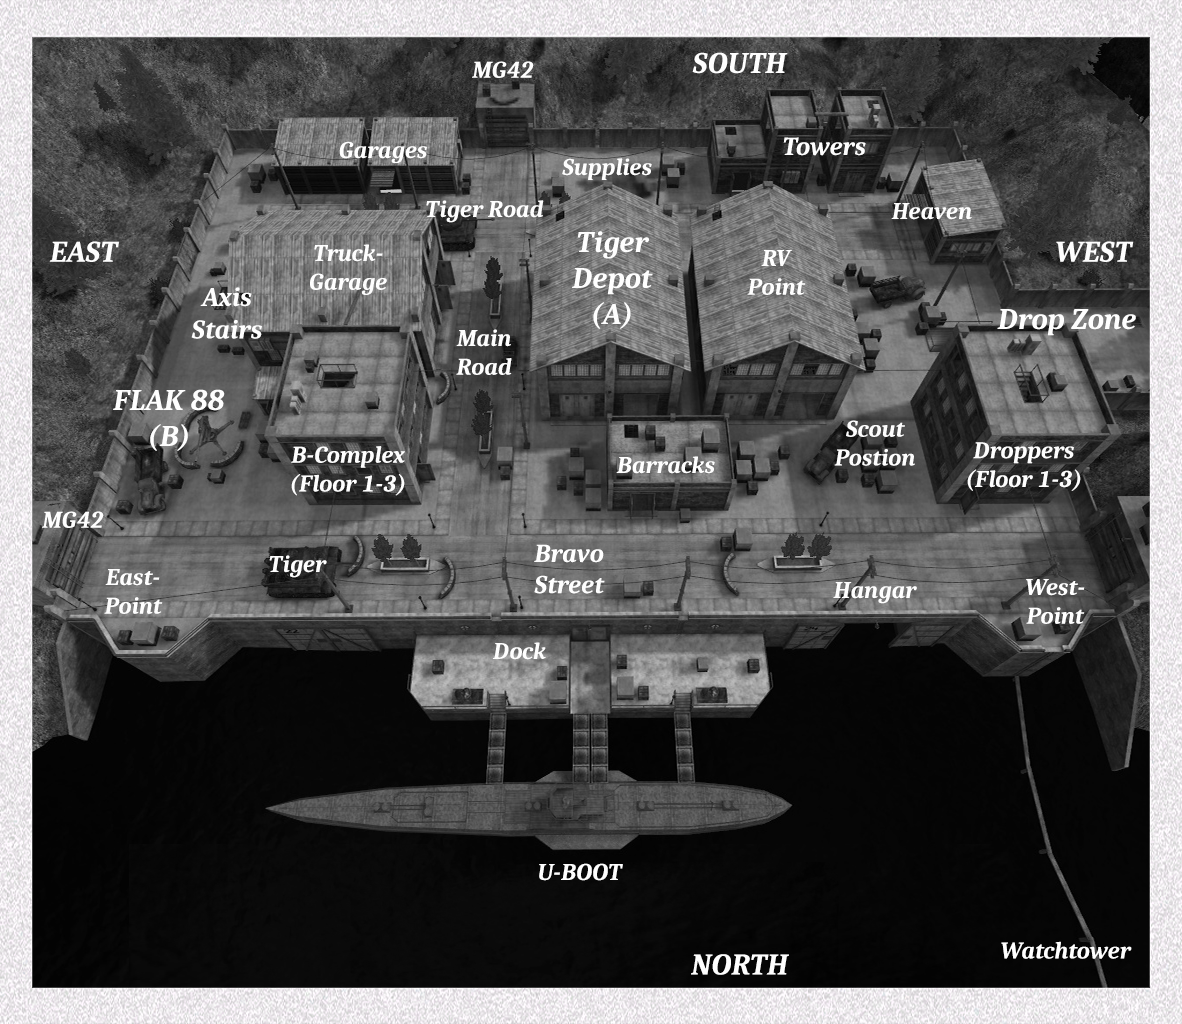 SOUTH
MG42
Garages
Supplies
Towers
Tiger Road
Heaven
EAST
Truck-
Garage
Tiger
Depot
(A)
RV
Point
WEST
Axis
Stairs
Main
Road
Drop Zone
FLAK 88
(B)
B-Complex
(Floor 1-3)
Barracks
Scout
Postion
Droppers
(Floor 1-3)
MG42
East-
Point
Tiger
Bravo
Street
Hangar
West-
Point
Dock
U-BOOT
Watchtower
NORTH